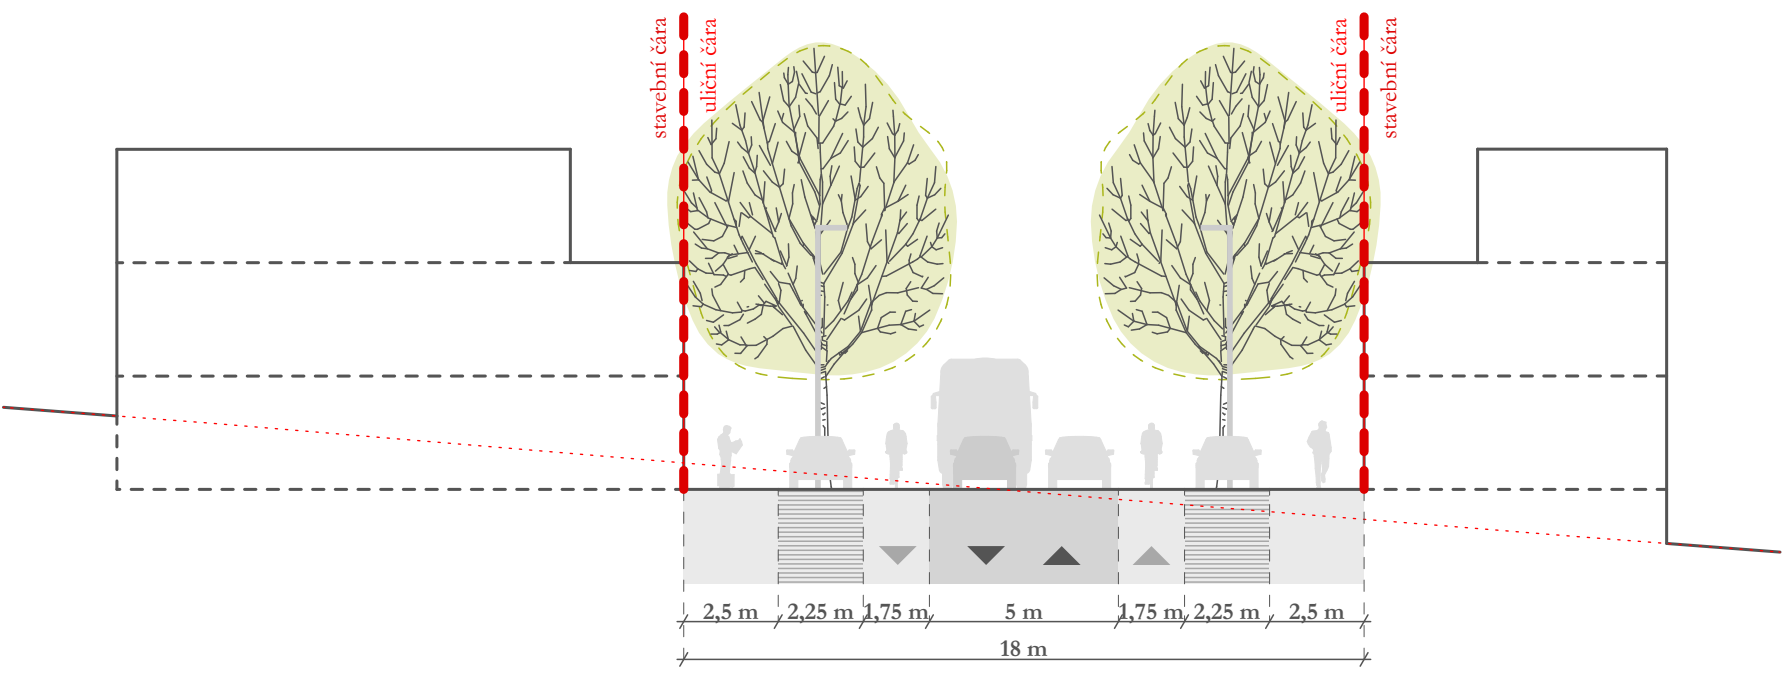 stavební čára
uliční čára
uliční čára
stavební čára
2,5 m
2,25 m
1,75 m
5 m
1,75 m
2,25 m
2,5 m
18 m